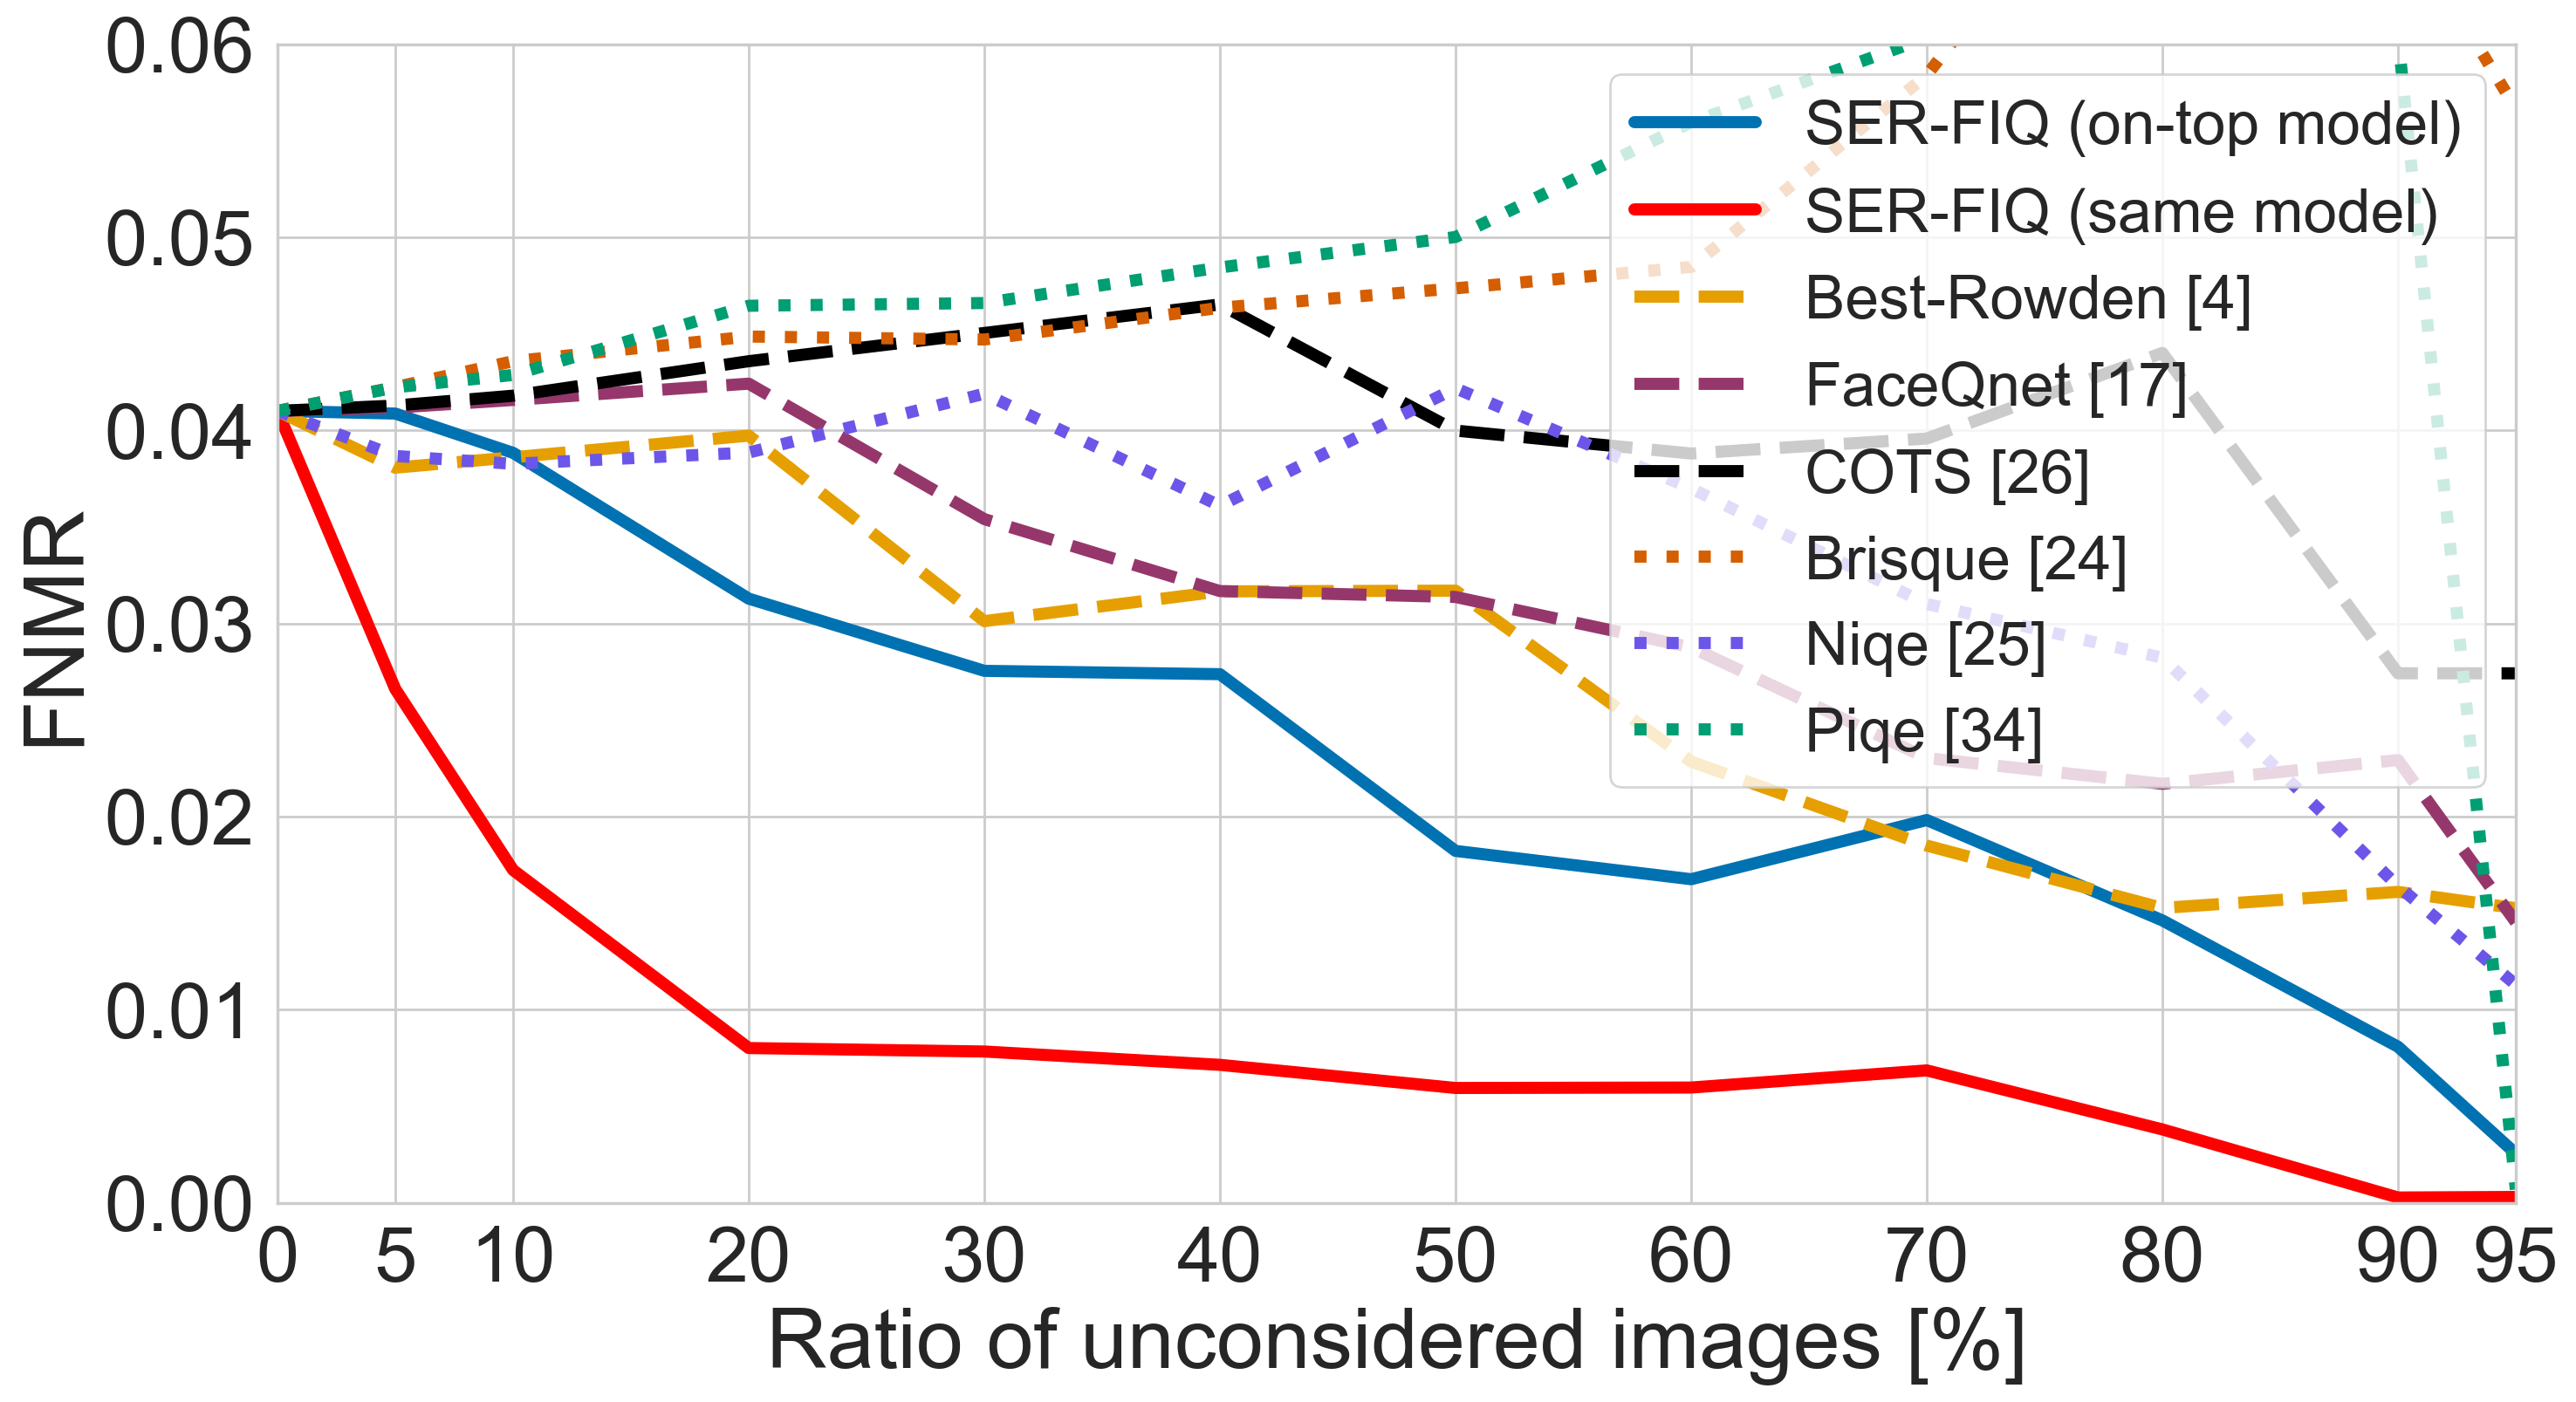 0.06
0.05
0.04
0.03
0.02
0.01
0.00
FNMR
0 5 10 20 30 40 50 60 70 80 90 95
Ratio of unconsidered images [%]
SER-FIQ (on-top model)
SER-FIQ (same model)
Best-Rowden [4]
FaceQnet [17]
COTS [26]
Brisque [24]
Niqe [25]
Piqe [34]